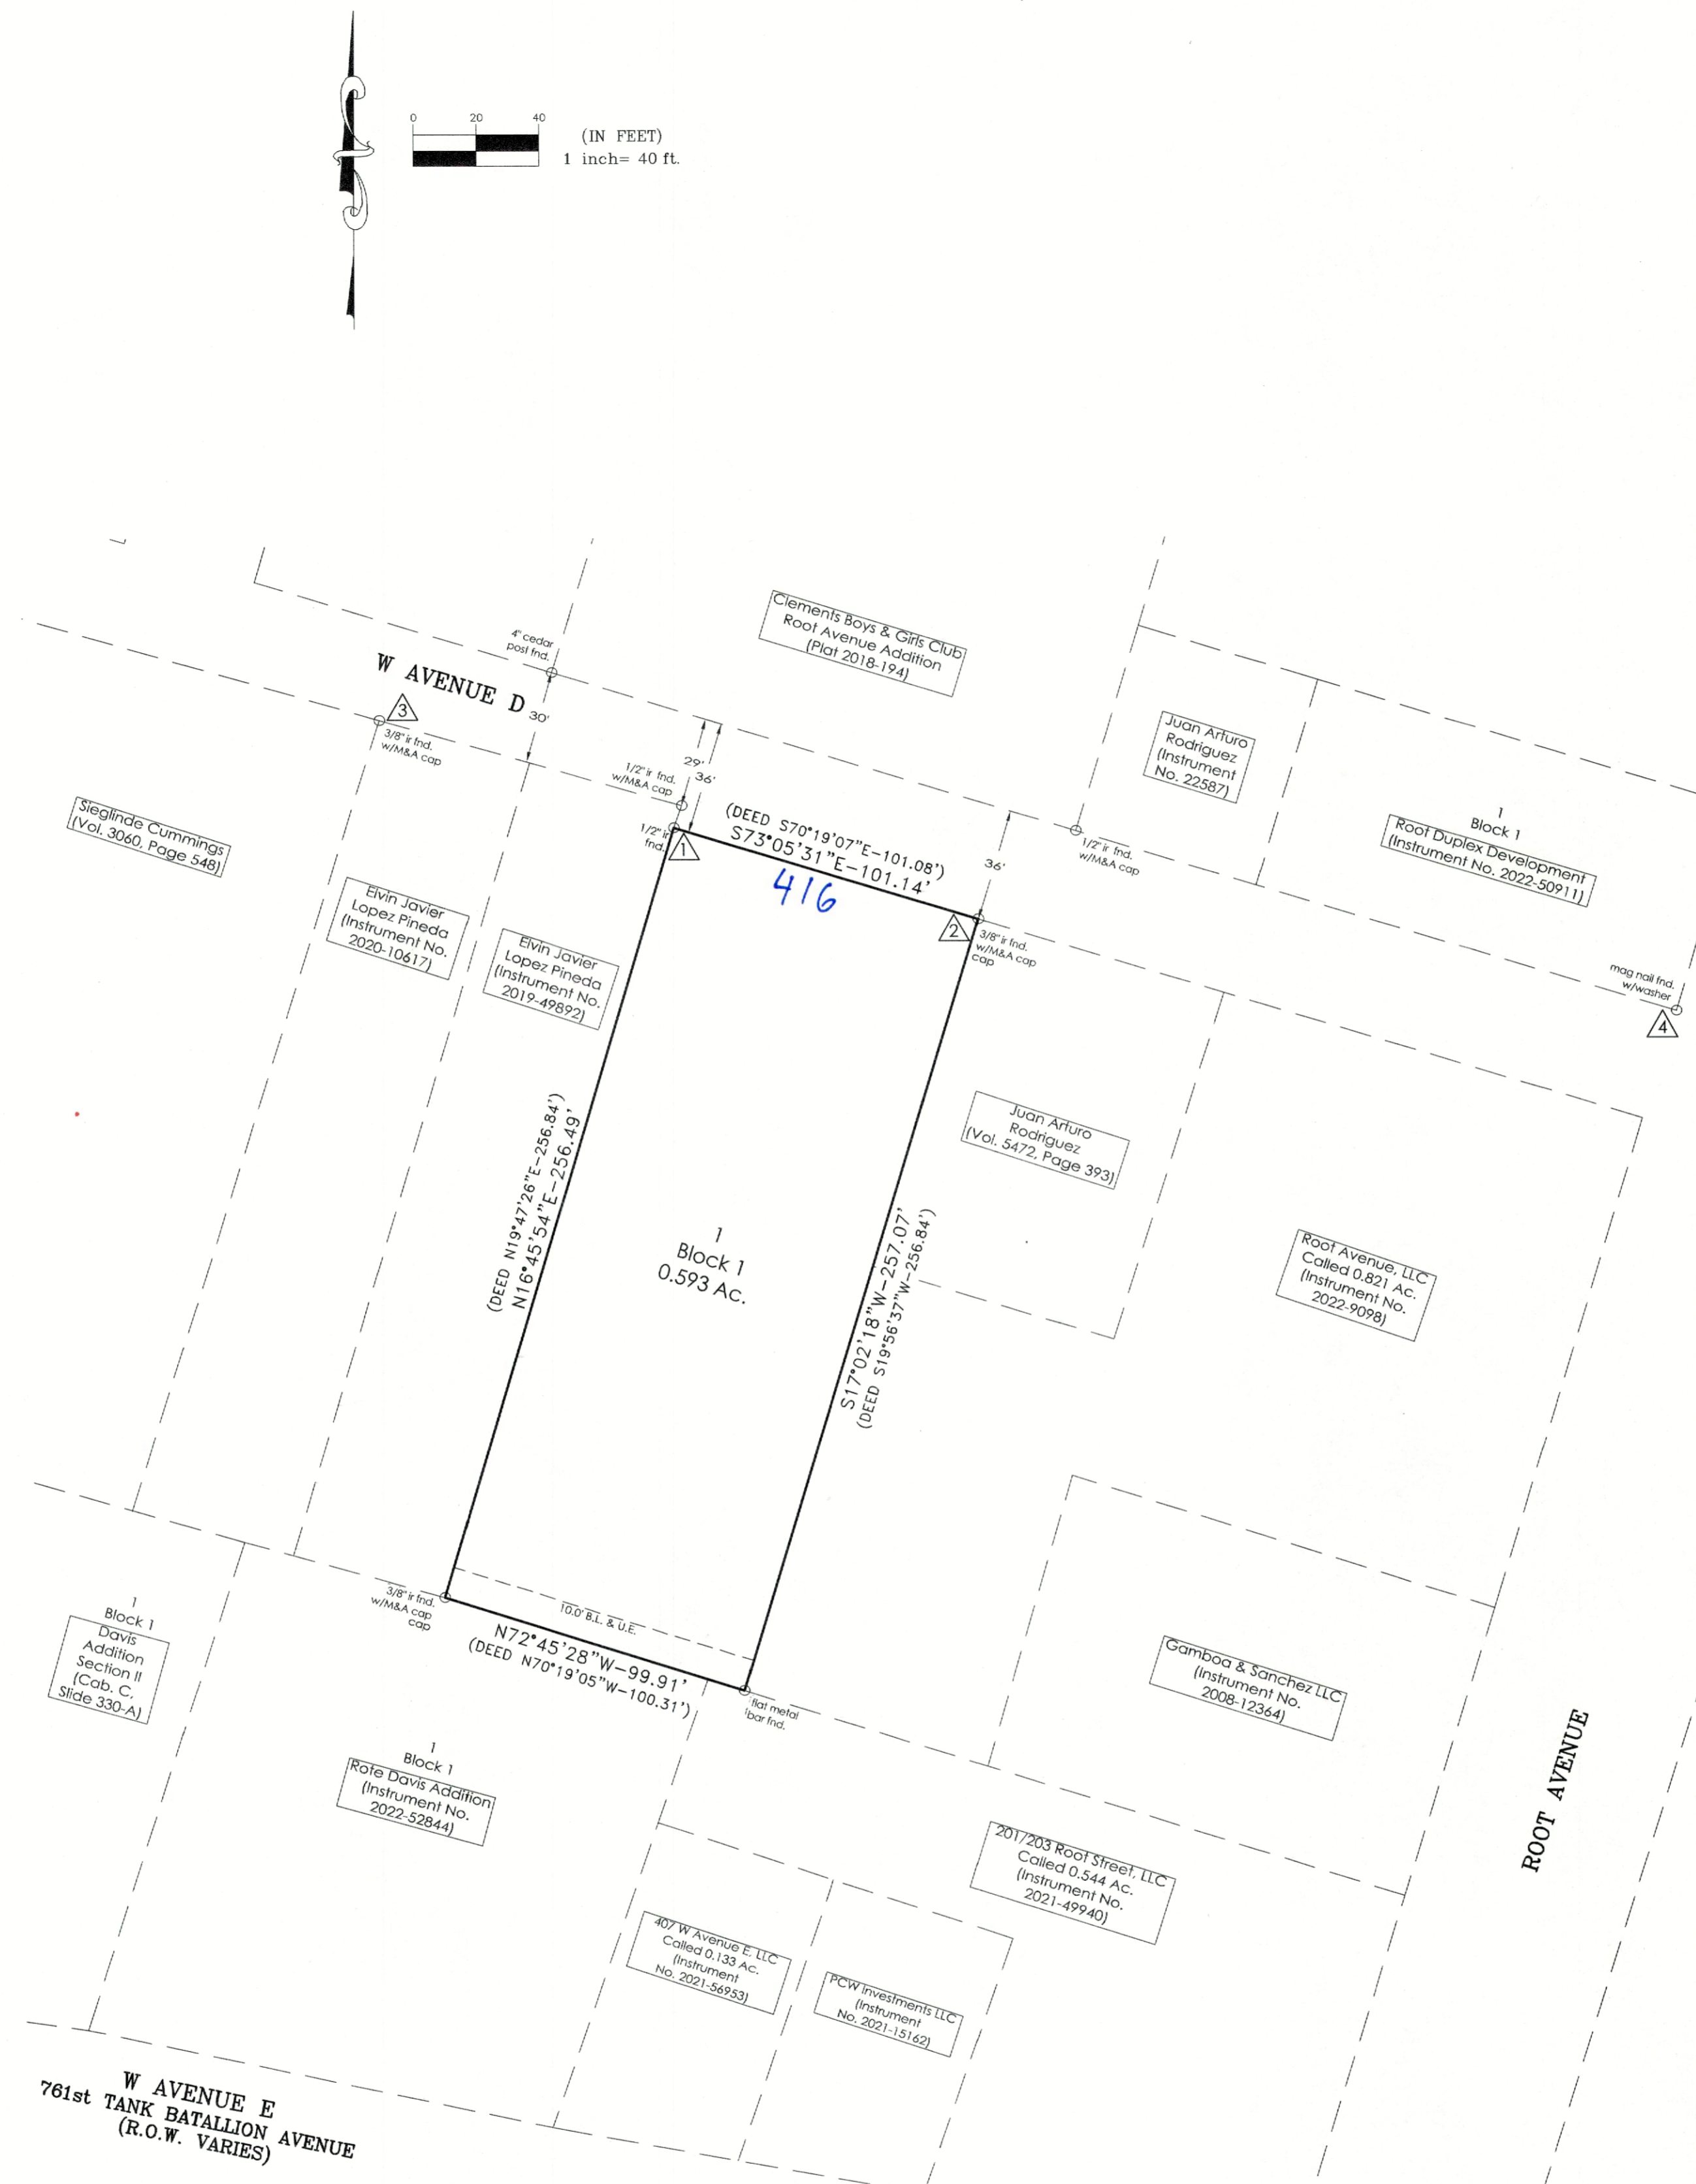 0 20 40
(IN FEET)
1 inch= 40 ft.
Clements Boys & Girls Club
Root Avenue Addition
(Plat 2018-194)
4" cedar
post fnd.
W AVENUE D
30'
3
3/8" ir fnd.
w/M&A cap
29'
36'
1/2" ir fnd.
w/M&A cap
1/2" ir
fnd.
1
(DEED S70°19'07"E-101.08')
S73°05'31"E-101.14'
416
36'
2
3/8" ir fnd.
w/M&A cap
cap
1/2" ir fnd.
w/M&A cap
Juan Arturo
Rodriguez
(Instrument
No. 22587)
1
Block 1
Root Duplex Development
(Instrument No. 2022-50911)
mag nail fnd.
w/washer
4
Sieglinde Cummings
(Vol. 3060, Page 548)
Elvin Javier
Lopez Pineda
(Instrument No.
2020-10617)
Elvin Javier
Lopez Pineda
(Instrument No.
2019-49892)
(DEED N19°47'26"E-256.84')
N16°45'54"E-256.49'
1
Block 1
0.593 Ac.
S17°02'18"W-257.07'
(DEED S19°56'37"W-256.84')
Juan Arturo
Rodriguez
(Vol. 5472, Page 393)
Root Avenue, LLC
Called 0.821 Ac.
(Instrument No.
2022-9098)
3/8" ir fnd.
w/M&A cap
cap
10.0' B.L. & U.E.
N72°45'28"W-99.91'
(DEED N70°19'05"W-100.31')
flat metal
bar fnd.
1
Block 1
Davis
Addition
Section II
(Cab. C,
Slide 330-A)
1
Block 1
Rote Davis Addition
(Instrument No.
2022-52844)
Gamboa & Sanchez LLC
(Instrument No.
2008-12364)
ROOT AVENUE
201/203 Root Street, LLC
Called 0.544 Ac.
(Instrument No.
2021-49940)
407 W Avenue E, LLC
Called 0.133 Ac.
(Instrument
No. 2021-56953)
PCW Investments LLC
(Instrument
No. 2021-15162)
W AVENUE E
761st TANK BATALLION AVENUE
(R.O.W. VARIES)